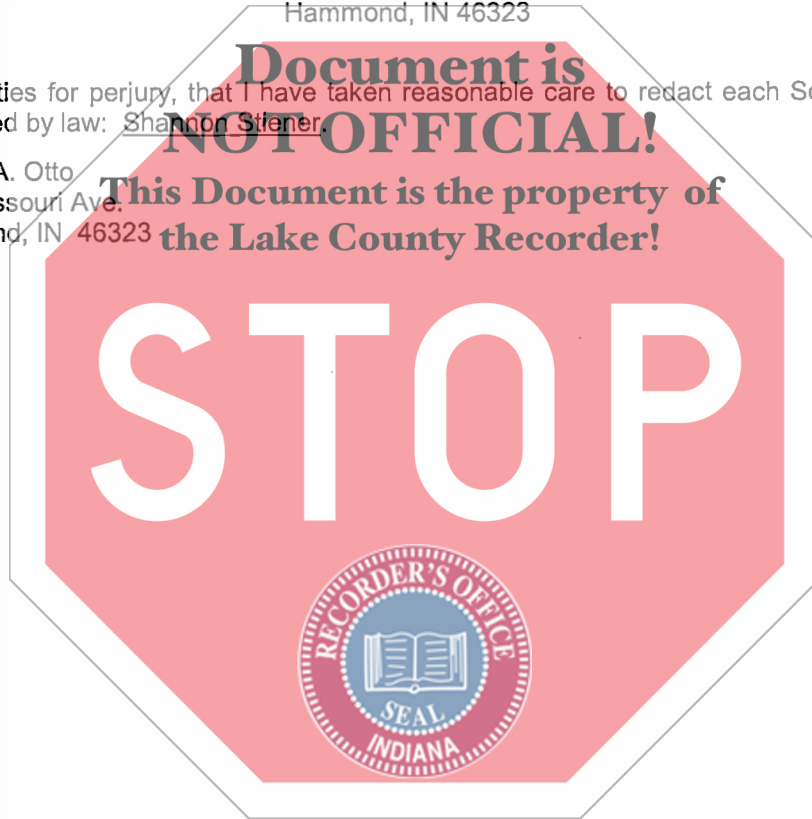 Hammond, IN 46323
Document is
ties for perjury, that I have taken reasonable care to redact each So
NOT OFFICIAL!
ed by law: Shannon Stiener.
A. Otto
This Document is the property of
ssouri Ave.
nd, IN 46323
the Lake County Recorder!
STOP
RECORDER'S OFFICE
SEAL
INDIANA